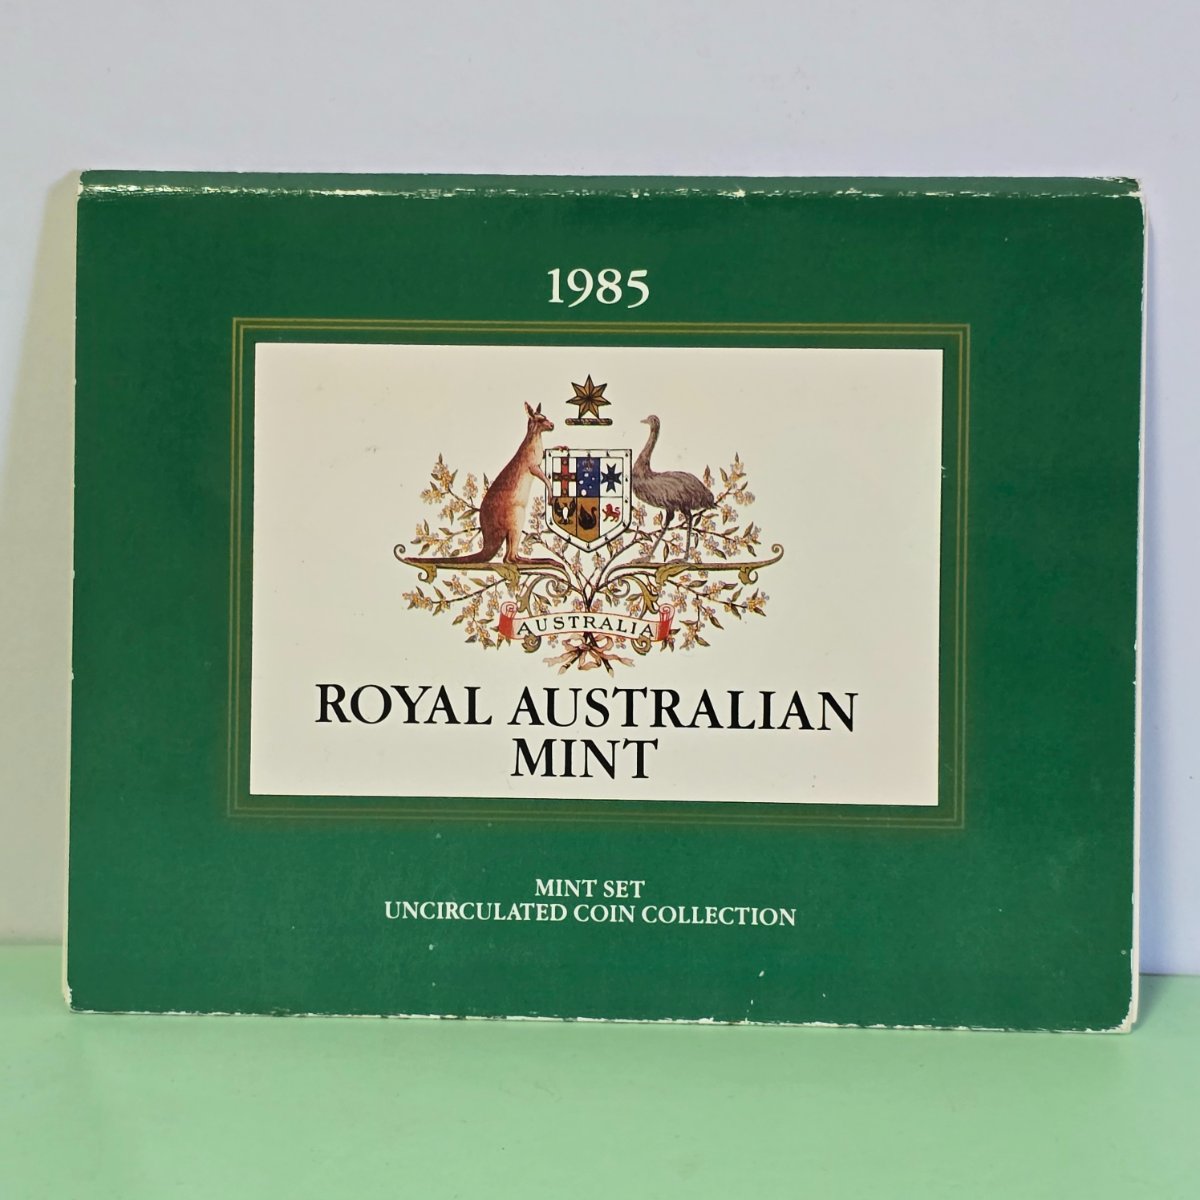 1985
AUSTRALIA
ROYAL AUSTRALIAN
MINT
MINT SET
UNCIRCULATED COIN COLLECTION